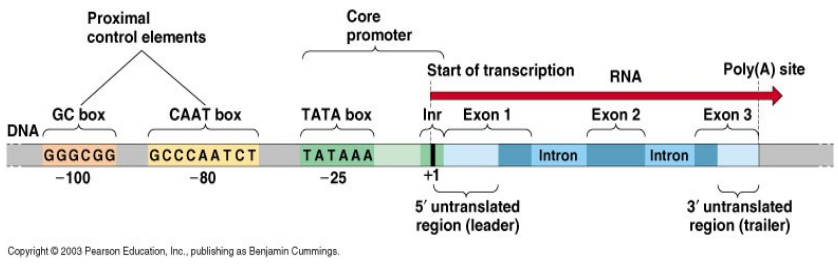 Proximal
control elements
Core
promoter
Start of transcription
RNA
Poly(A) site
GC box
CAAT box
TATA box
Inr
Exon 1
Exon 2
Exon 3
DNA
GGGCGG
GCCCAATCT
TATAAA
Intron
Intron
−100
−80
−25
+1
5′ untranslated
region (leader)
3′ untranslated
region (trailer)
Copyright © 2003 Pearson Education, Inc., publishing as Benjamin Cummings.